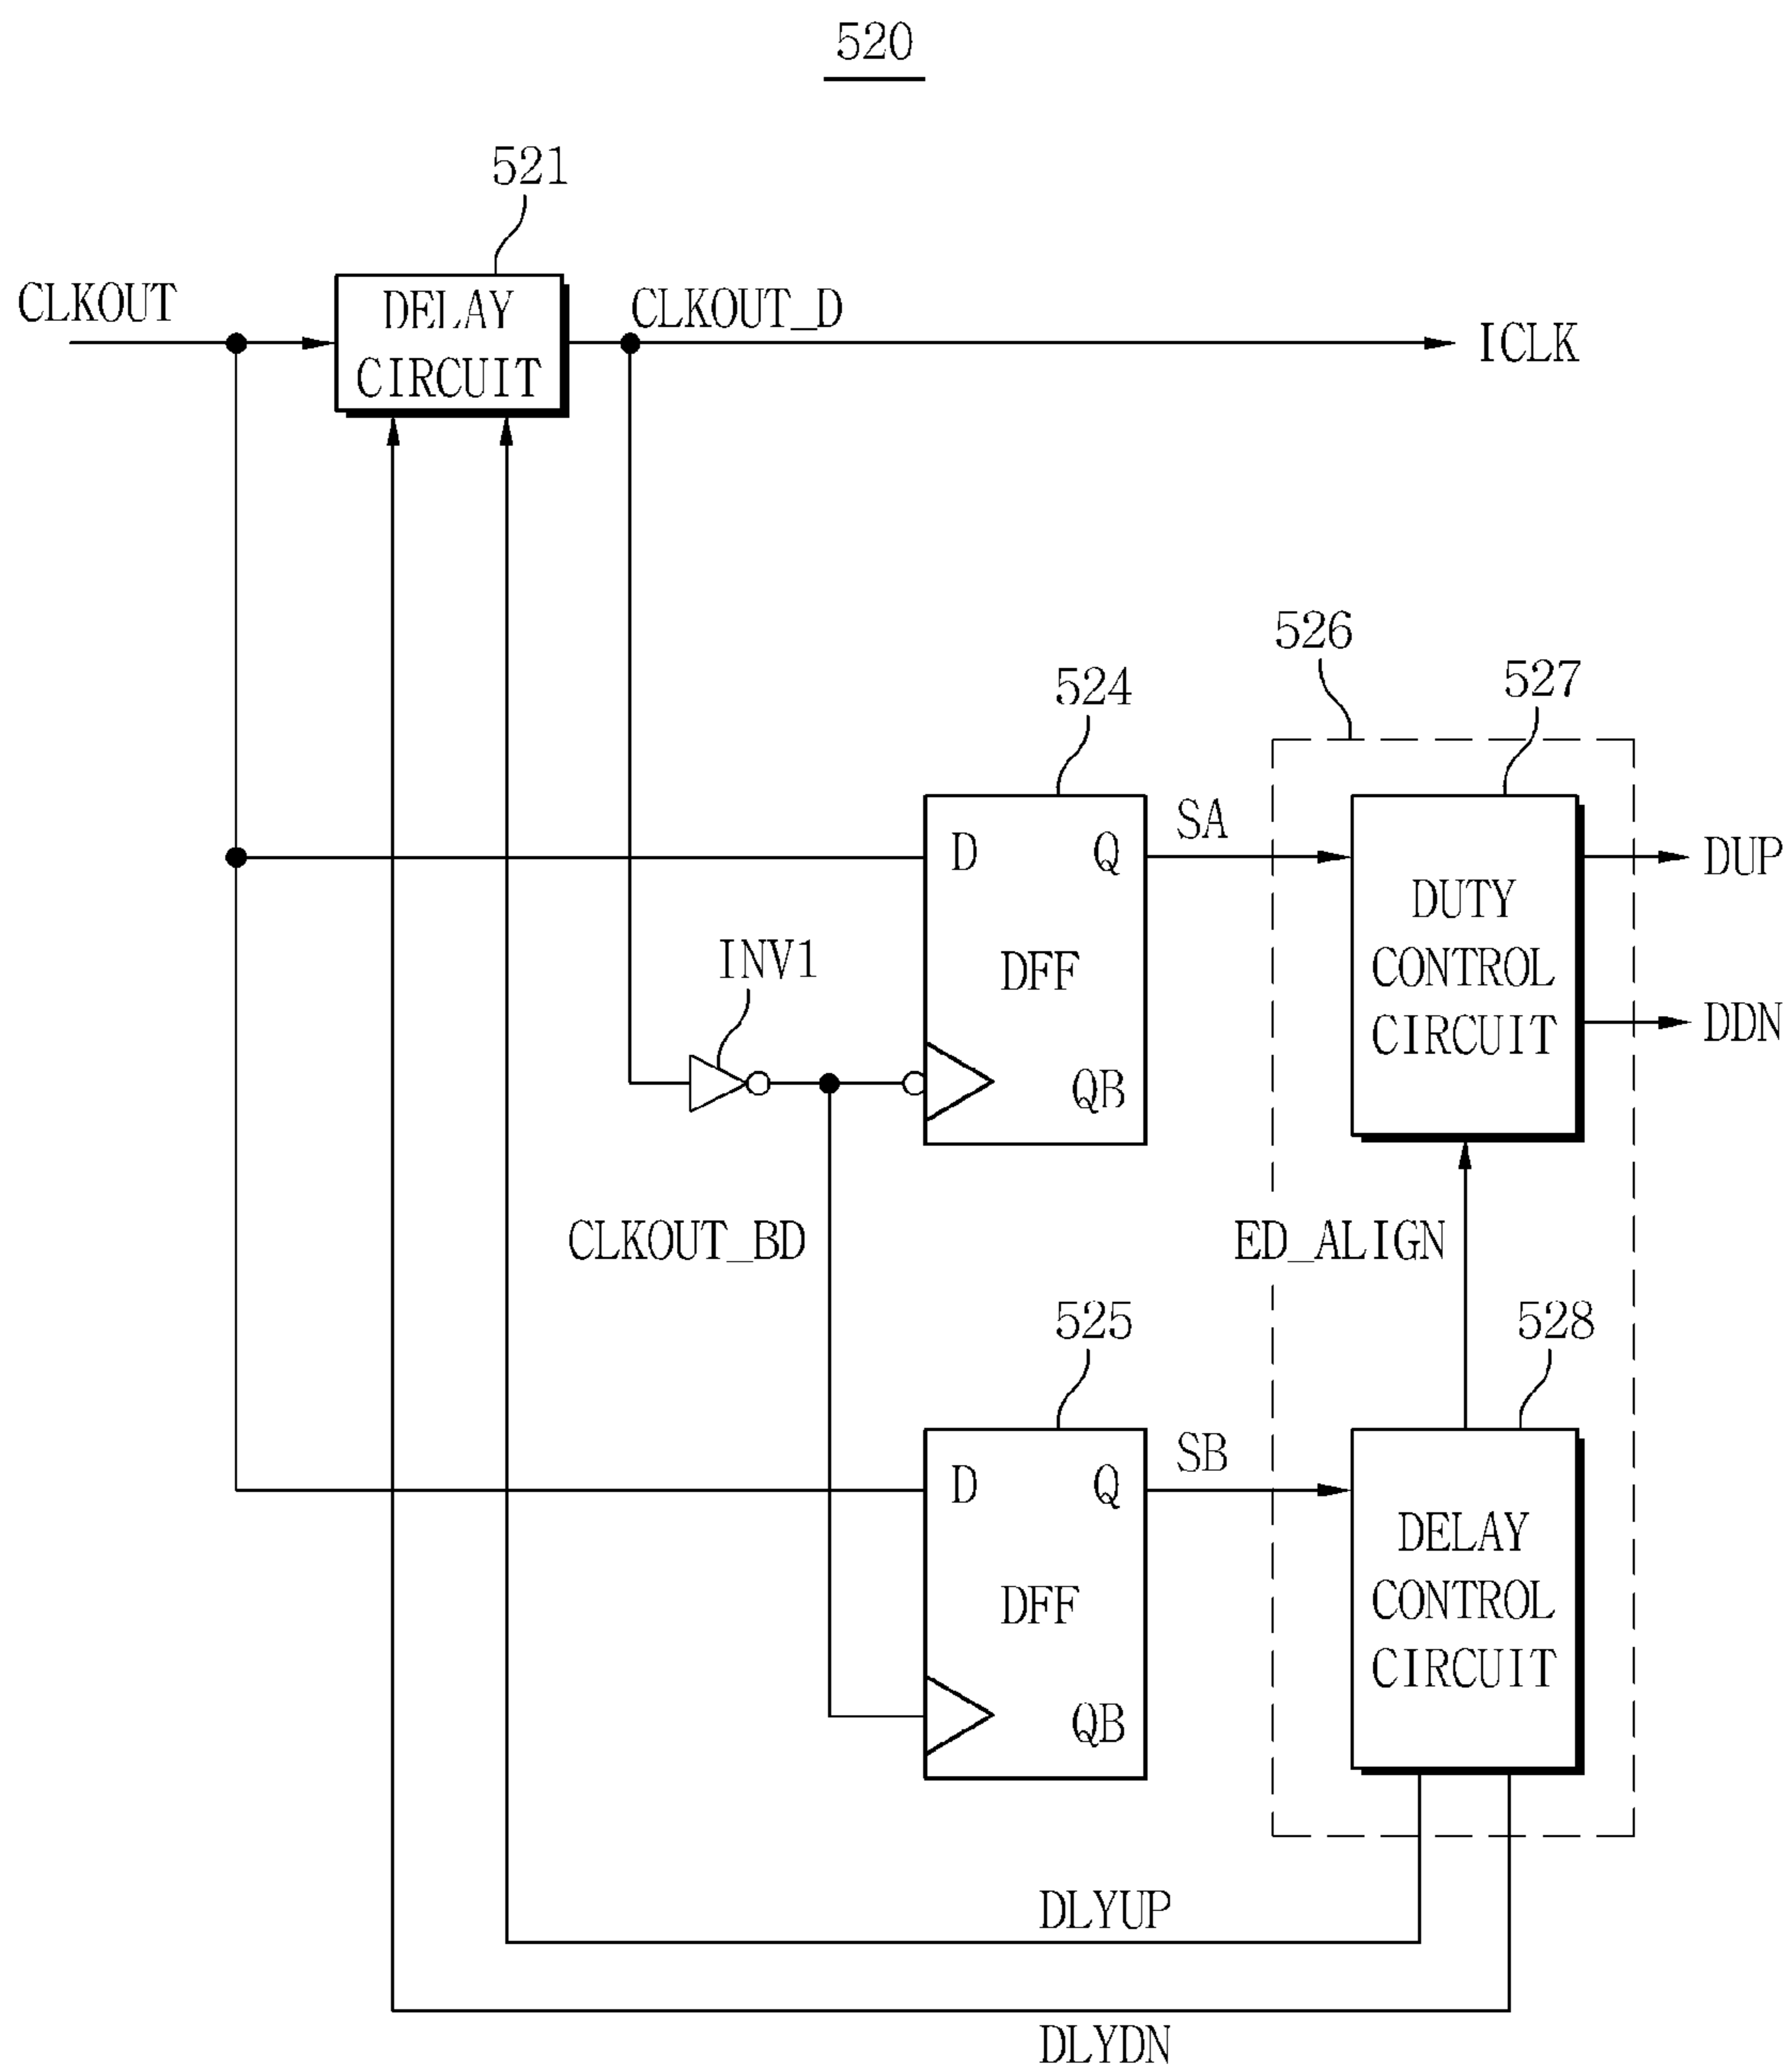 520
521
CLKOUT
DELAY
CIRCUIT
CLKOUT_D
ICLK
526
527
524
SA
D
Q
DFF
QB
DUTY
CONTROL
CIRCUIT
DUP
DDN
INV1
CLKOUT_BD
ED_ALIGN
525
528
SB
D
Q
DFF
QB
DELAY
CONTROL
CIRCUIT
DLYUP
DLYDN